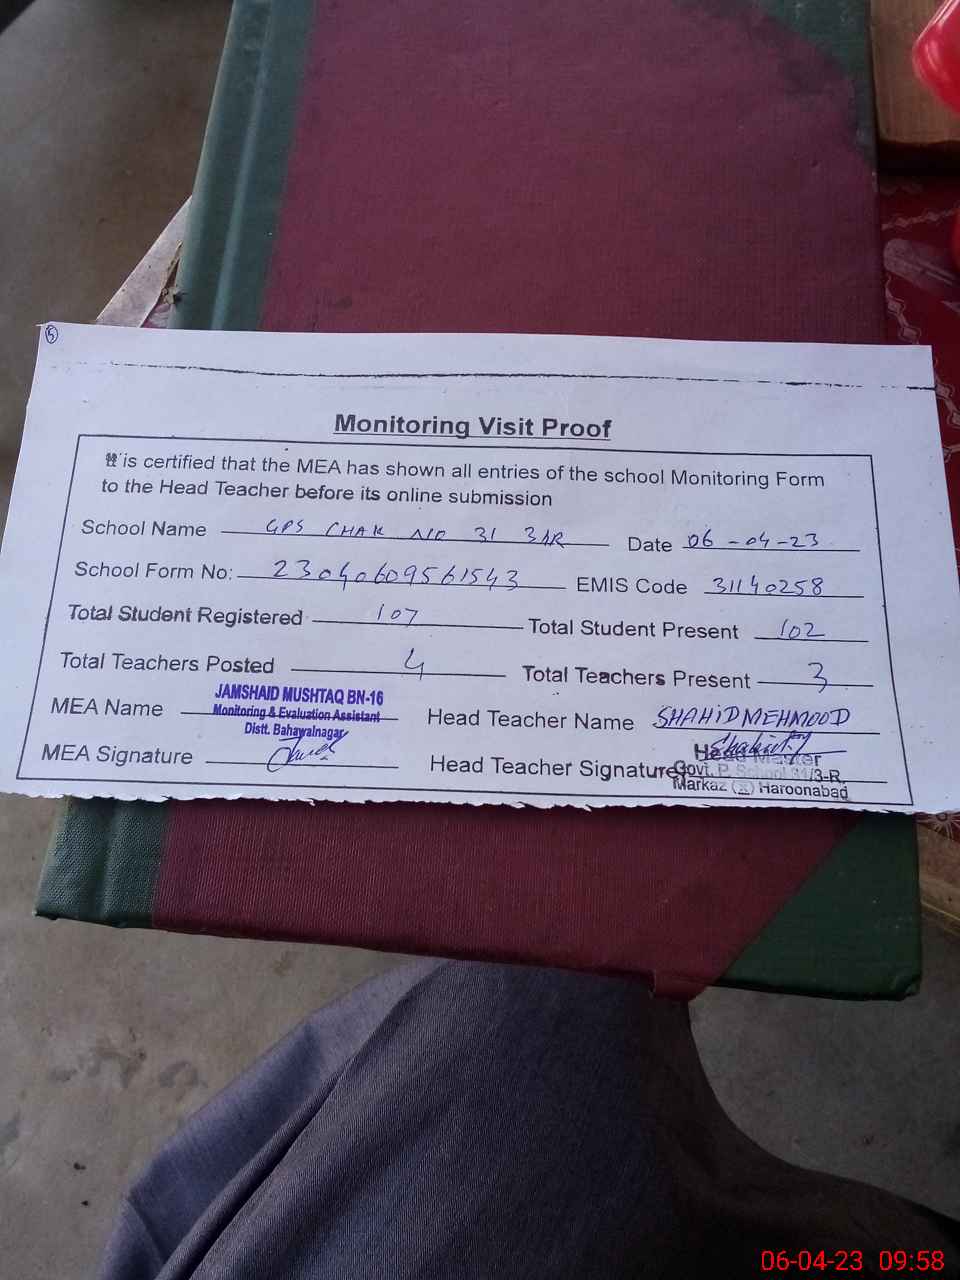 5
Monitoring Visit Proof
It is certified that the MEA has shown all entries of the school Monitoring Form
to the Head Teacher before its online submission
School Name GPS CHAK NO 31 3/R Date 06-04-23
School Form No: 23040609561543 EMIS Code 31140258
Total Student Registered 107 Total Student Present 102
Total Teachers Posted 4 Total Teachers Present 3
JAMSHAID MUSHTAQ BN-16
MEA Name Monitoring & Evaluation Assistant Head Teacher Name SHAHID MEHMOOD
Distt. Bahawalnagar
MEA Signature Head Teacher Signature
Head Master
Govt. P. School 31/3-R
Markaz (x) Haroonabad
06-04-23 09:58